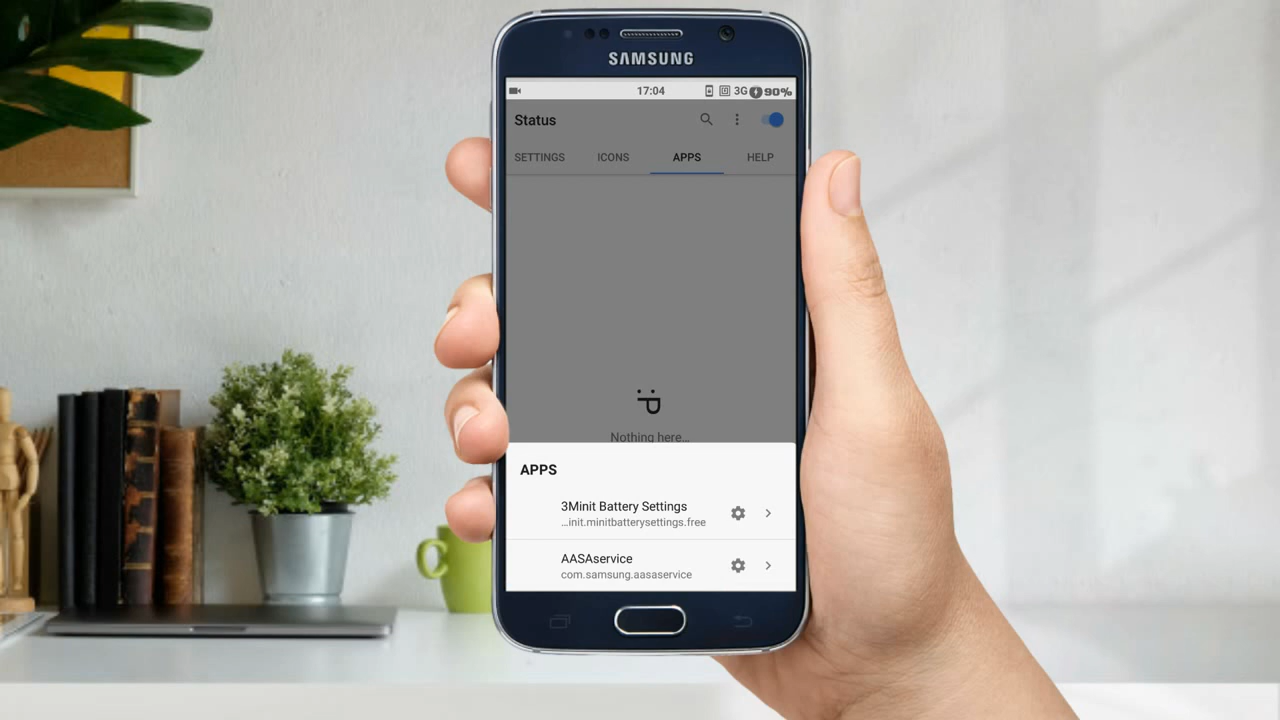 SAMSUNG
17:04 3G 90%
Status
SETTINGS ICONS APPS HELP
:P
Nothing here...
APPS
3Minit Battery Settings
...init.minitbatterysettings.free
AASAservice
com.samsung.aasaservice